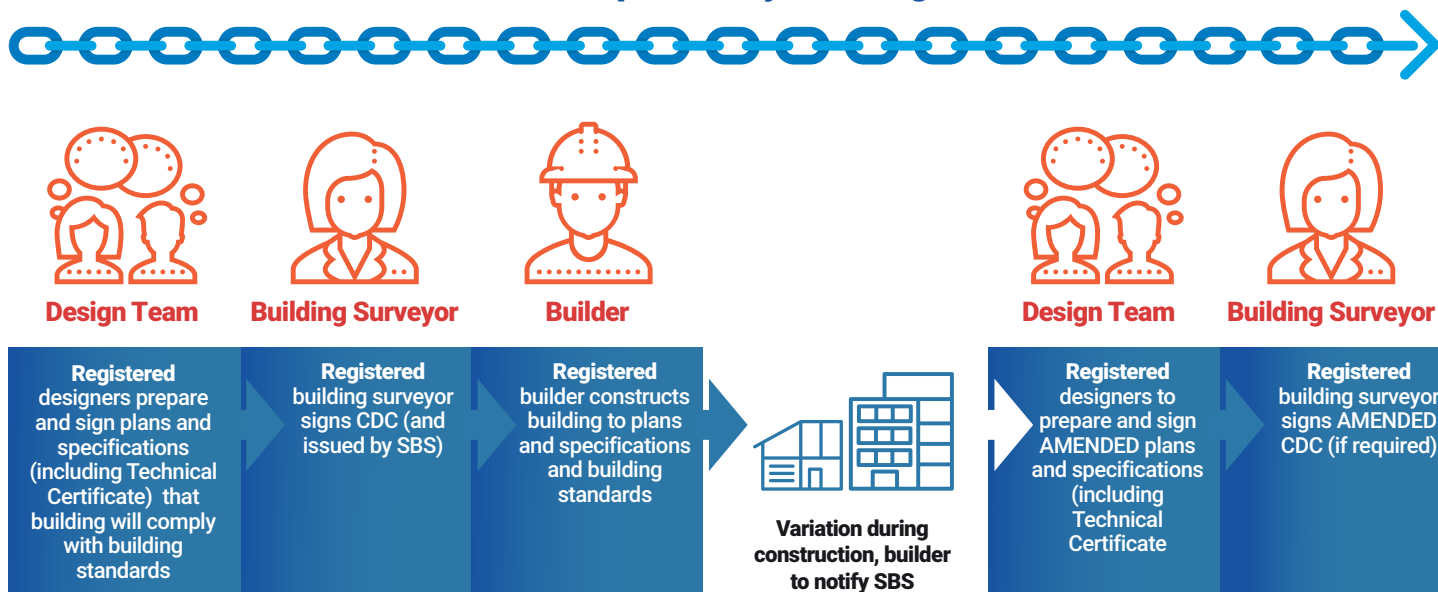 Design Team
Building Surveyor
Builder
Design Team
Building Surveyor
Registered
designers prepare
and sign plans and
specifications
(including Technical
Certificate) that
building will comply
with building
standards
Registered
building surveyor
signs CDC (and
issued by SBS)
Registered
builder constructs
building to plans
and specifications
and building
standards
Variation during
construction, builder
to notify SBS
Registered
designers to
prepare and sign
AMENDED plans
and specifications
(including
Technical
Certificate
Registered
building surveyor
signs AMENDED
CDC (if required)